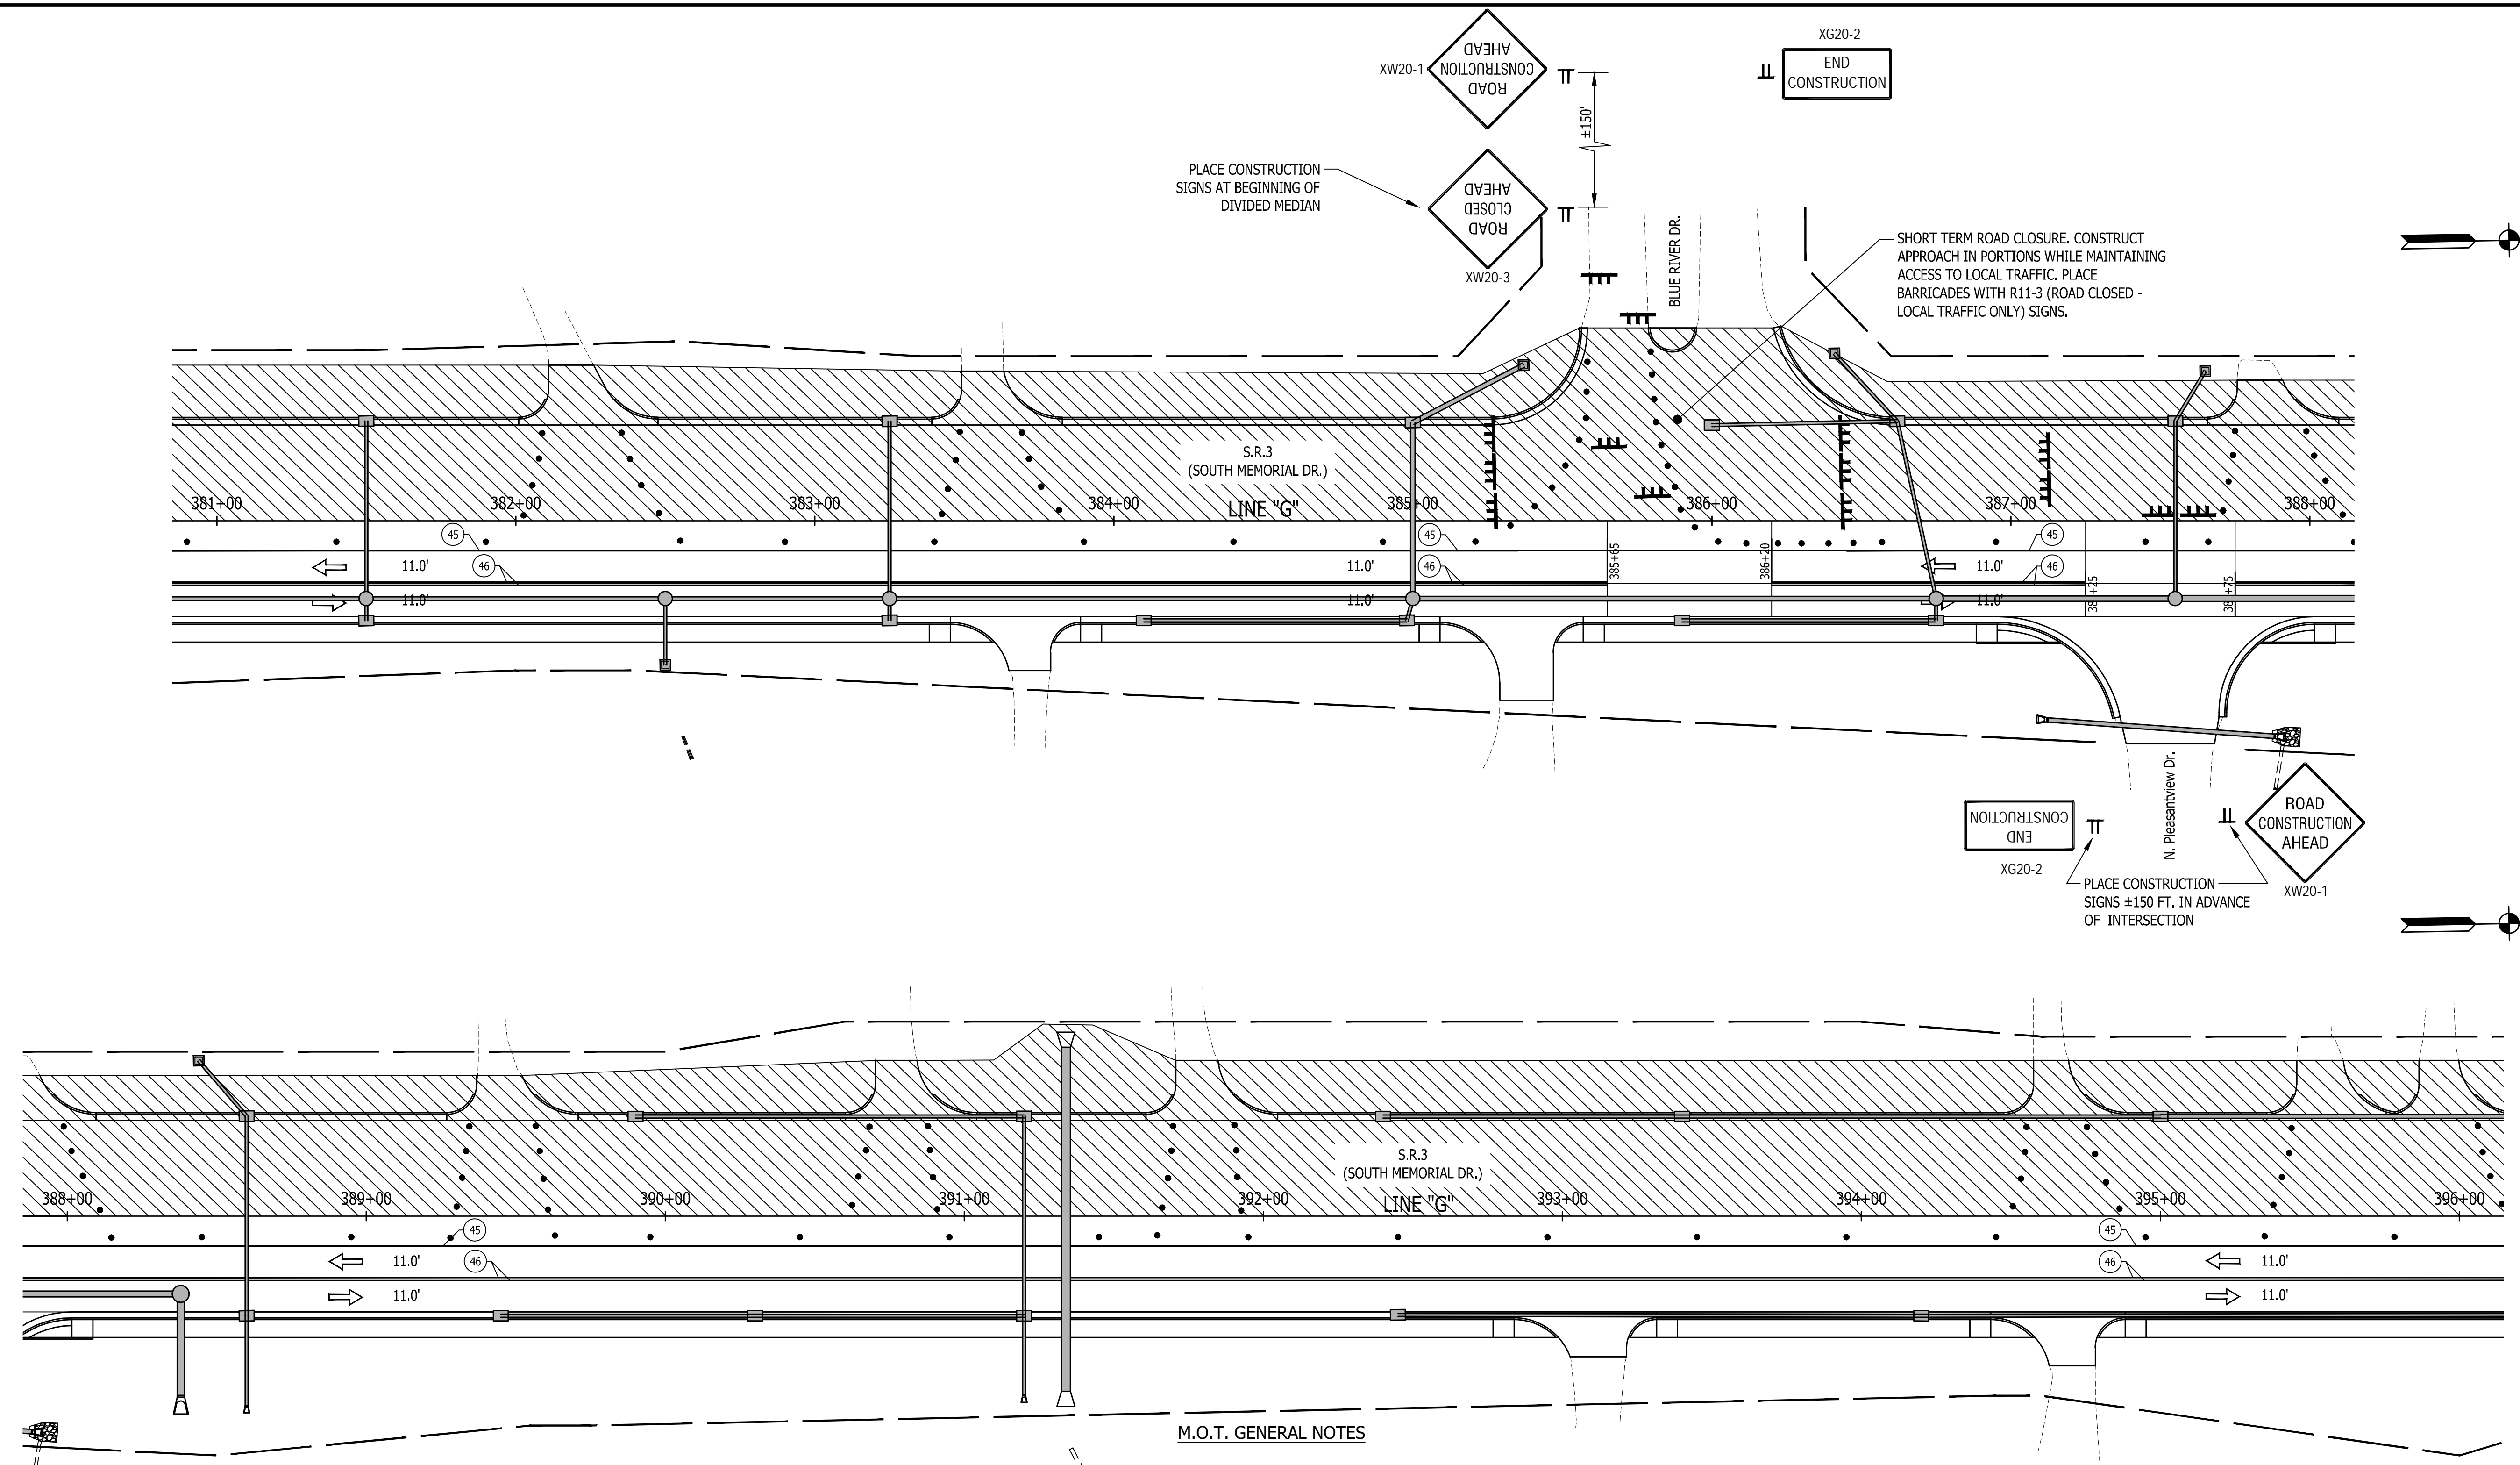 XW20-1
ROAD
CONSTRUCTION
AHEAD
XG20-2
END
CONSTRUCTION
±150'
PLACE CONSTRUCTION
SIGNS AT BEGINNING OF
DIVIDED MEDIAN
ROAD
CLOSED
AHEAD
XW20-3
BLUE RIVER DR.
SHORT TERM ROAD CLOSURE. CONSTRUCT
APPROACH IN PORTIONS WHILE MAINTAINING
ACCESS TO LOCAL TRAFFIC. PLACE
BARRICADES WITH R11-3 (ROAD CLOSED -
LOCAL TRAFFIC ONLY) SIGNS.
S.R.3
(SOUTH MEMORIAL DR.)
LINE "G"
381+00
382+00
383+00
384+00
385+00
386+00
387+00
388+00
45
45
45
46
11.0'
11.0'
46
11.0'
46
11.0'
11.0'
11.0'
385+65
386+20
+25
+75
N. Pleasantview Dr.
END
CONSTRUCTION
XG20-2
ROAD
CONSTRUCTION
AHEAD
XW20-1
PLACE CONSTRUCTION
SIGNS ±150 FT. IN ADVANCE
OF INTERSECTION
S.R.3
(SOUTH MEMORIAL DR.)
LINE "G"
388+00
389+00
390+00
391+00
392+00
393+00
394+00
395+00
396+00
45
45
46
11.0'
46
11.0'
11.0'
11.0'
M.O.T. GENERAL NOTES